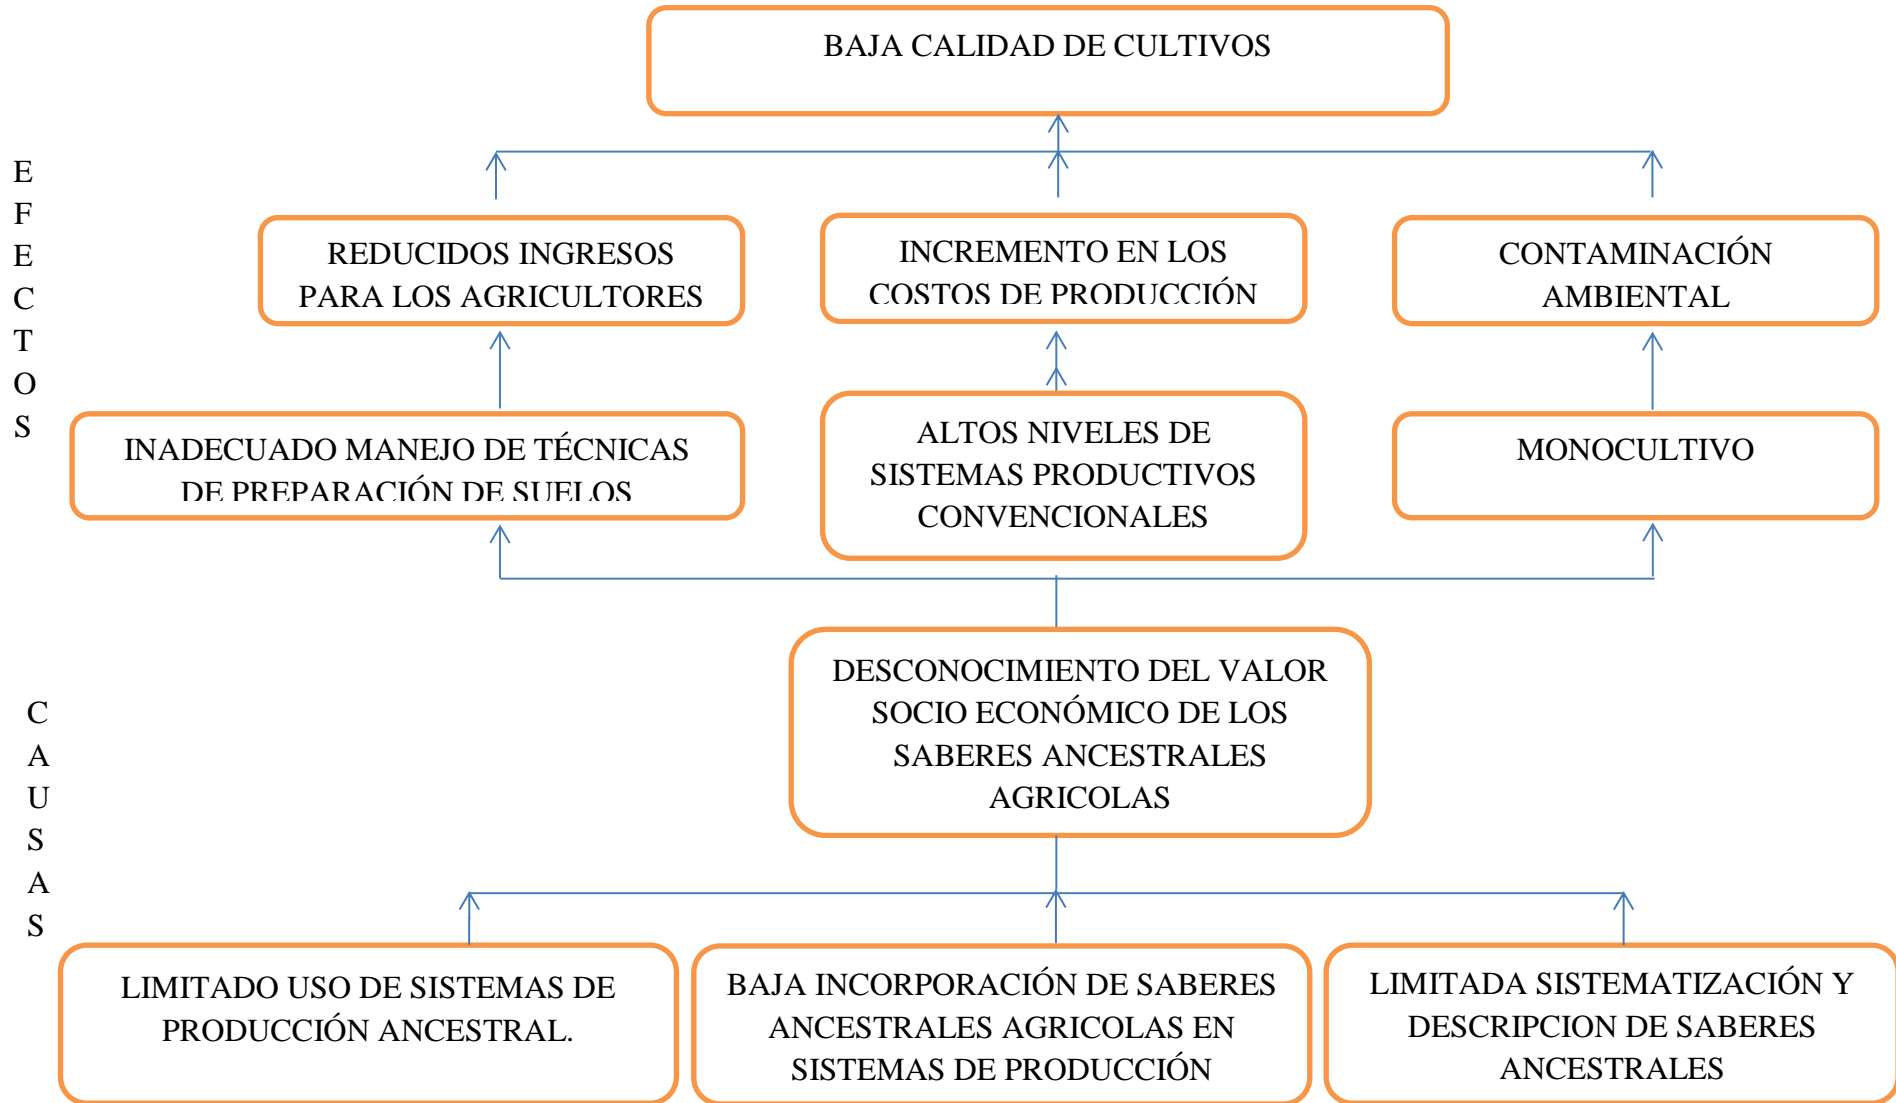 BAJA CALIDAD DE CULTIVOS
E
F
E
C
T
O
S
REDUCIDOS INGRESOS
PARA LOS AGRICULTORES
INCREMENTO EN LOS
COSTOS DE PRODUCCIÓN
CONTAMINACIÓN
AMBIENTAL
INADECUADO MANEJO DE TÉCNICAS
DE PREPARACIÓN DE SUELOS
ALTOS NIVELES DE
SISTEMAS PRODUCTIVOS
CONVENCIONALES
MONOCULTIVO
DESCONOCIMIENTO DEL VALOR
SOCIO ECONÓMICO DE LOS
SABERES ANCESTRALES
AGRICOLAS
C
A
U
S
A
S
LIMITADO USO DE SISTEMAS DE
PRODUCCIÓN ANCESTRAL.
BAJA INCORPORACIÓN DE SABERES
ANCESTRALES AGRICOLAS EN
SISTEMAS DE PRODUCCIÓN
LIMITADA SISTEMATIZACIÓN Y
DESCRIPCION DE SABERES
ANCESTRALES